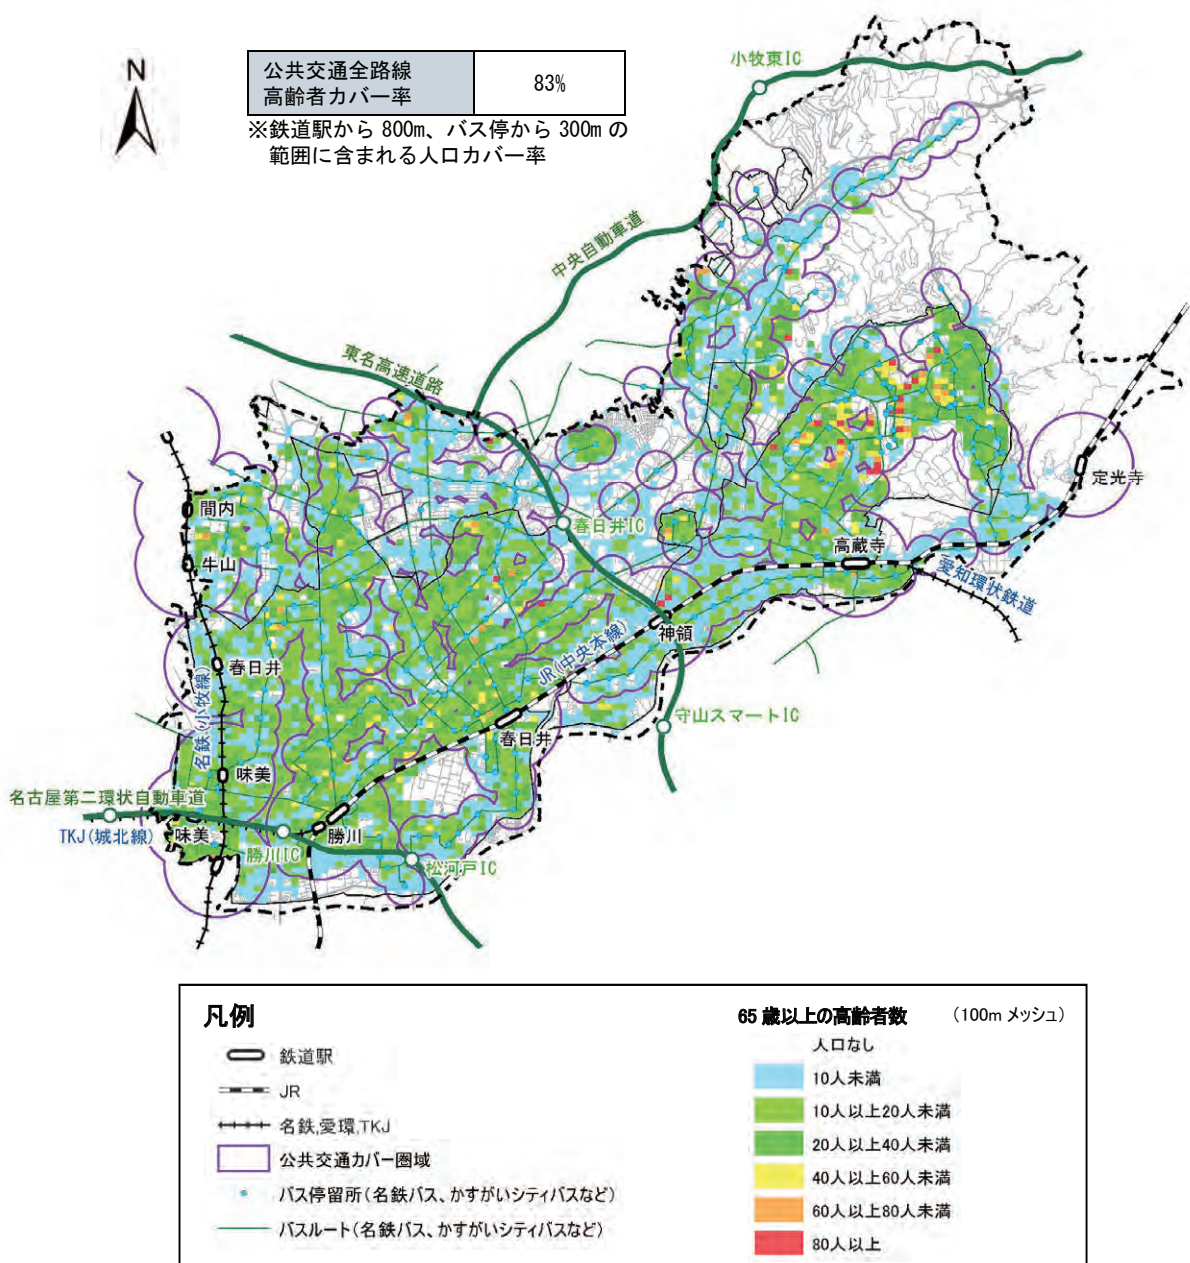 N
公共交通全路線
高齢者カバー率
83%
※鉄道駅から 800m、バス停から 300m の
範囲に含まれる人口カバー率
小牧東IC
中央自動車道
東名高速道路
定光寺
間内
春日井IC
牛山
高蔵寺
愛知環状鉄道
神領
JR(中央本線)
春日井
名鉄(小牧線)
守山スマートIC
春日井
味美
名古屋第二環状自動車道
TKJ(城北線)
味美
勝川
勝川IC
松河戸IC
凡例
鉄道駅
JR
名鉄,愛環,TKJ
公共交通カバー圏域
バス停留所(名鉄バス、かすがいシティバスなど)
バスルート(名鉄バス、かすがいシティバスなど)
65 歳以上の高齢者数 (100m メッシュ)
人口なし
10人未満
10人以上20人未満
20人以上40人未満
40人以上60人未満
60人以上80人未満
80人以上